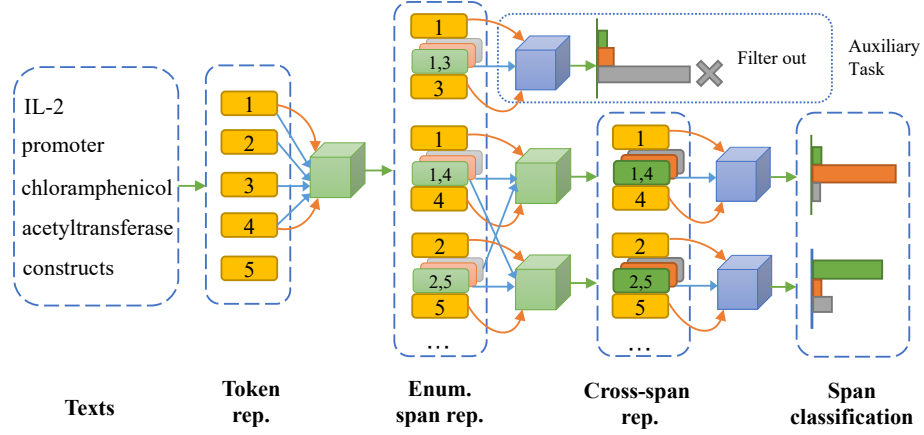 IL-2
promoter
chloramphenicol
acetyltransferase
constructs
1
2
3
4
5
1
1,3
3
1
1,4
4
2
2,5
5
...
Filter out
Auxiliary
Task
1
1,4
4
2
2,5
5
...
Texts
Token
rep.
Enum.
span rep.
Cross-span
rep.
Span
classification